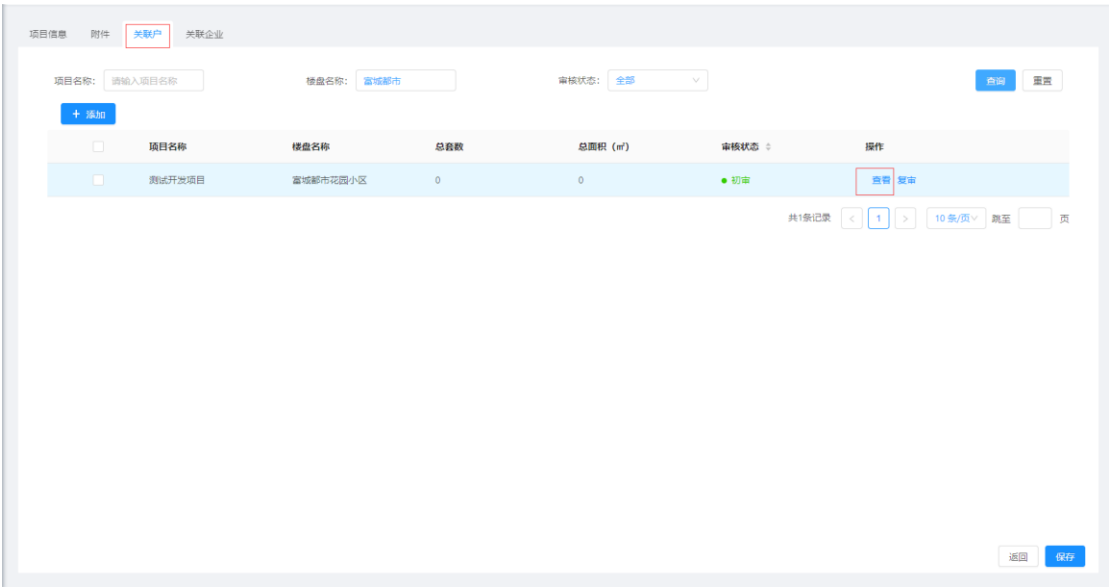 项目信息 附件 关联户 关联企业
项目名称： 请输入项目名称 楼盘名称： 富城都市 审核状态： 全部 查询 重置
+ 添加
项目名称 楼盘名称 总套数 总面积（㎡） 审核状态 操作
测试开发项目 富城都市花园小区 0 0 初审 查看 复审
共1条记录 < 1 > 10 条/页 跳至 页
返回 保存